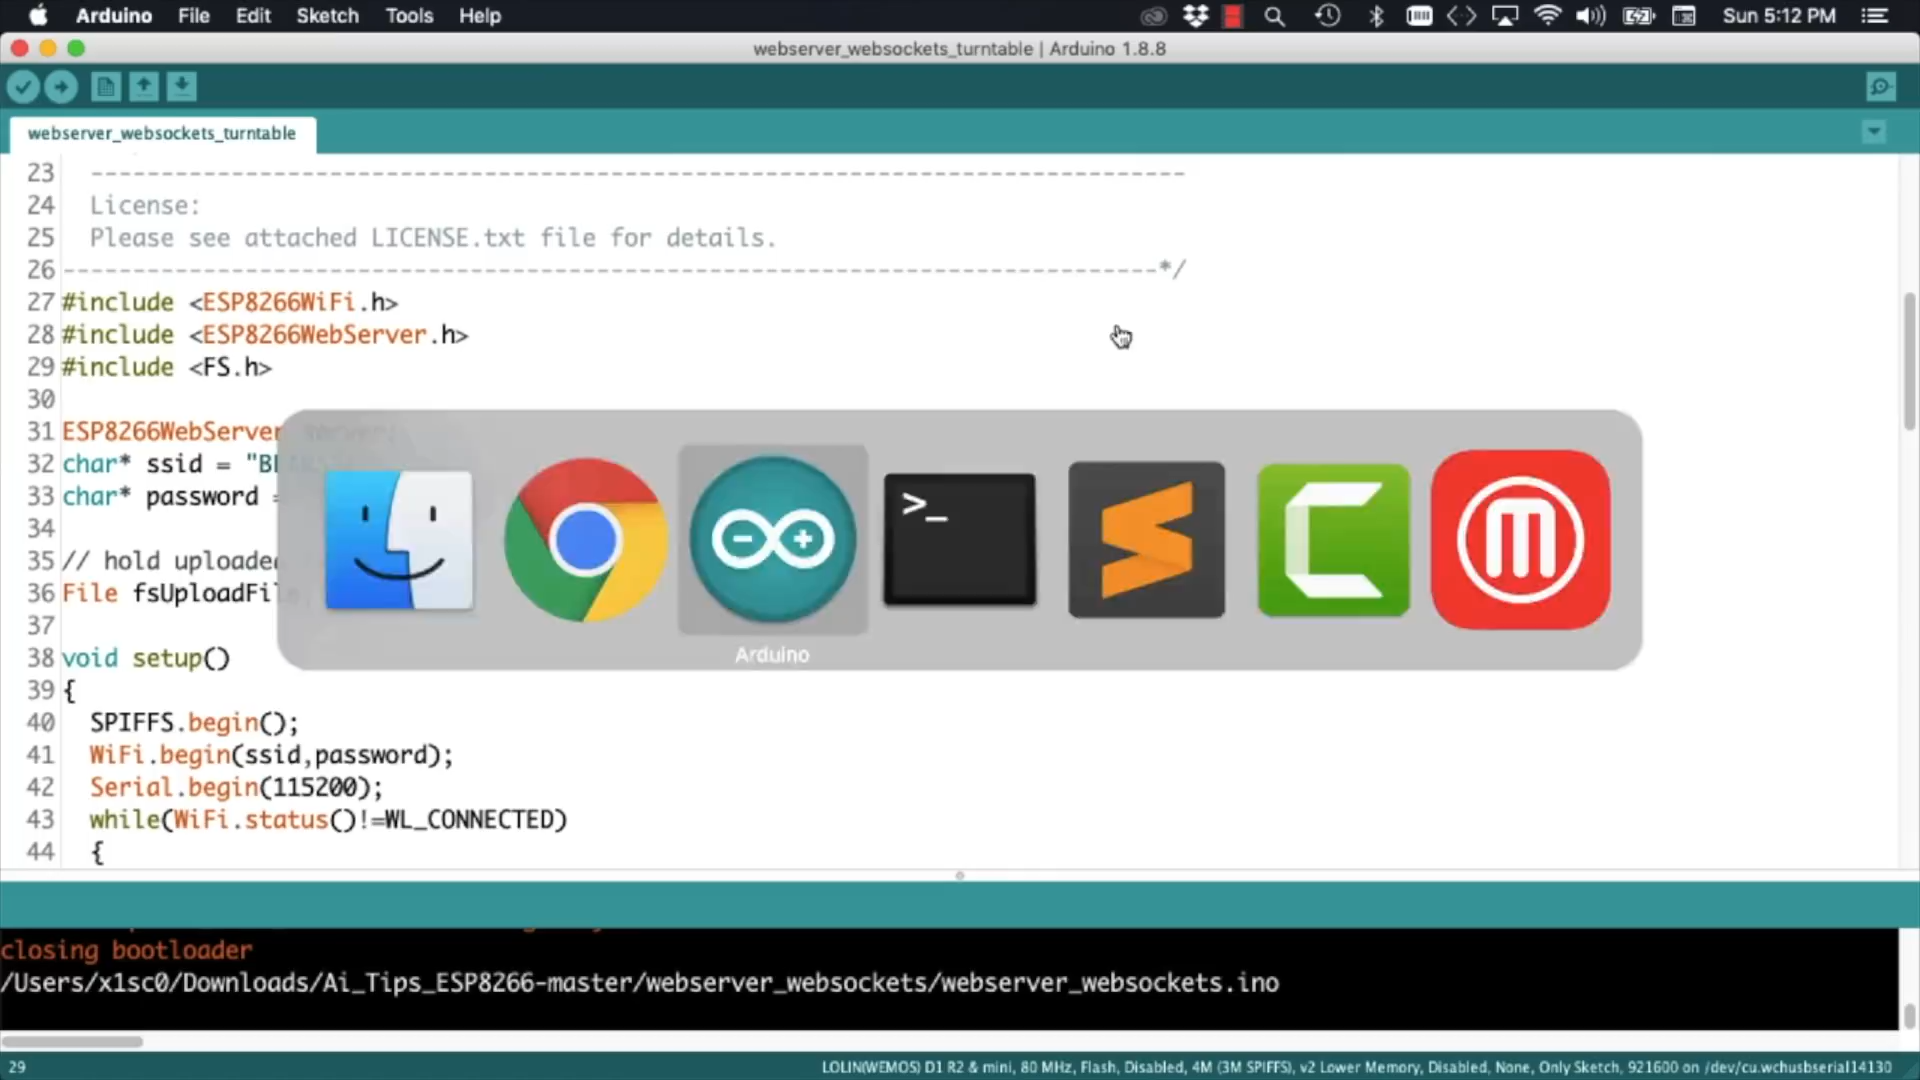 Arduino File Edit Sketch Tools Help Sun 5:12 PM
webserver_websockets_turntable | Arduino 1.8.8
webserver_websockets_turntable
23 ------------------------------------------------------------------------------
24 License:
25 Please see attached LICENSE.txt file for details.
26 ------------------------------------------------------------------------------*/
27 #include <ESP8266WiFi.h>
28 #include <ESP8266WebServer.h>
29 #include <FS.h>
30
31 ESP8266WebServer server;
32 char* ssid = "B
33 char* password =
34
35 // hold uploaded
36 File fsUploadFile
37
38 void setup()
39 {
40 SPIFFS.begin();
41 WiFi.begin(ssid,password);
42 Serial.begin(115200);
43 while(WiFi.status()!=WL_CONNECTED)
44 {
Arduino
closing bootloader
/Users/x1sc0/Downloads/Ai_Tips_ESP8266-master/webserver_websockets/webserver_websockets.ino
29 LOLIN(WEMOS) D1 R2 & mini, 80 MHz, Flash, Disabled, 4M (3M SPIFFS), v2 Lower Memory, Disabled, None, Only Sketch, 921600 on /dev/cu.wchusbserial14130